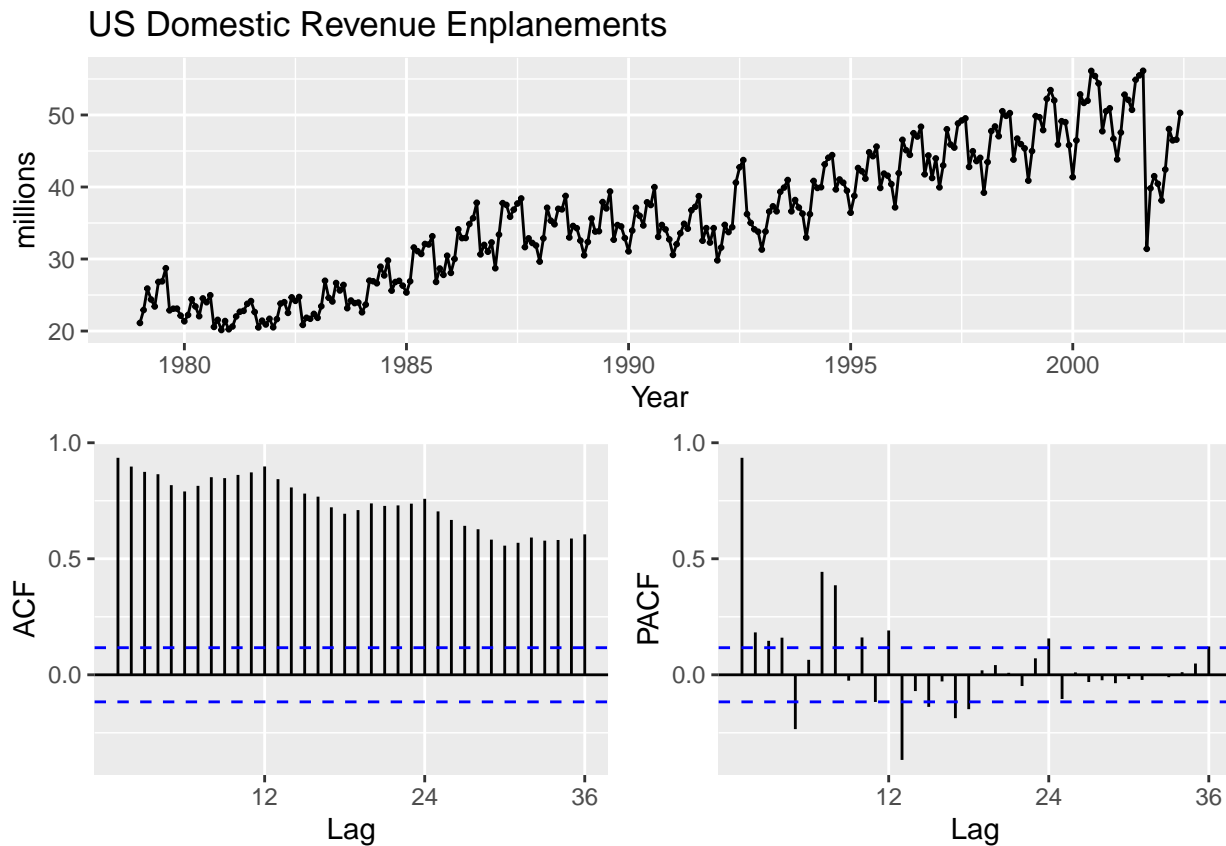 US Domestic Revenue Enplanements
50
40
30
20
millions
1980 1985 1990 1995 2000
Year
1.0
0.5
0.0
ACF
12 24 36
Lag
1.0
0.5
0.0
PACF
12 24 36
Lag